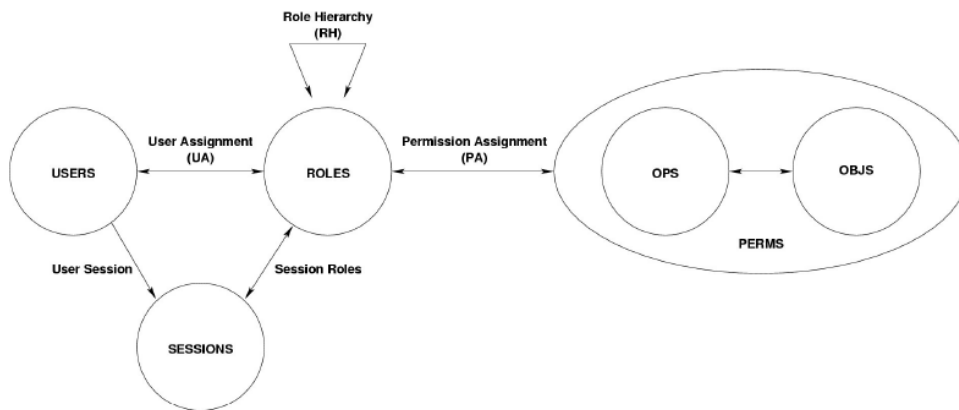 Role Hierarchy
(RH)
User Assignment
(UA)
Permission Assignment
(PA)
USERS
ROLES
OPS
OBJS
PERMS
User Session
Session Roles
SESSIONS